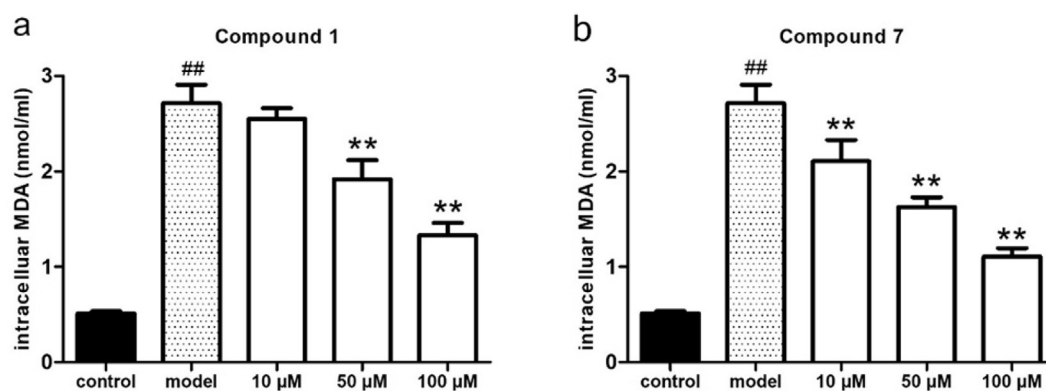 a
Compound 1
intracelluar MDA (nmol/ml)
3
2
1
0
##
**
**
control model 10 µM 50 µM 100 µM
b
Compound 7
intracelluar MDA (nmol/ml)
3
2
1
0
##
**
**
**
control model 10 µM 50 µM 100 µM